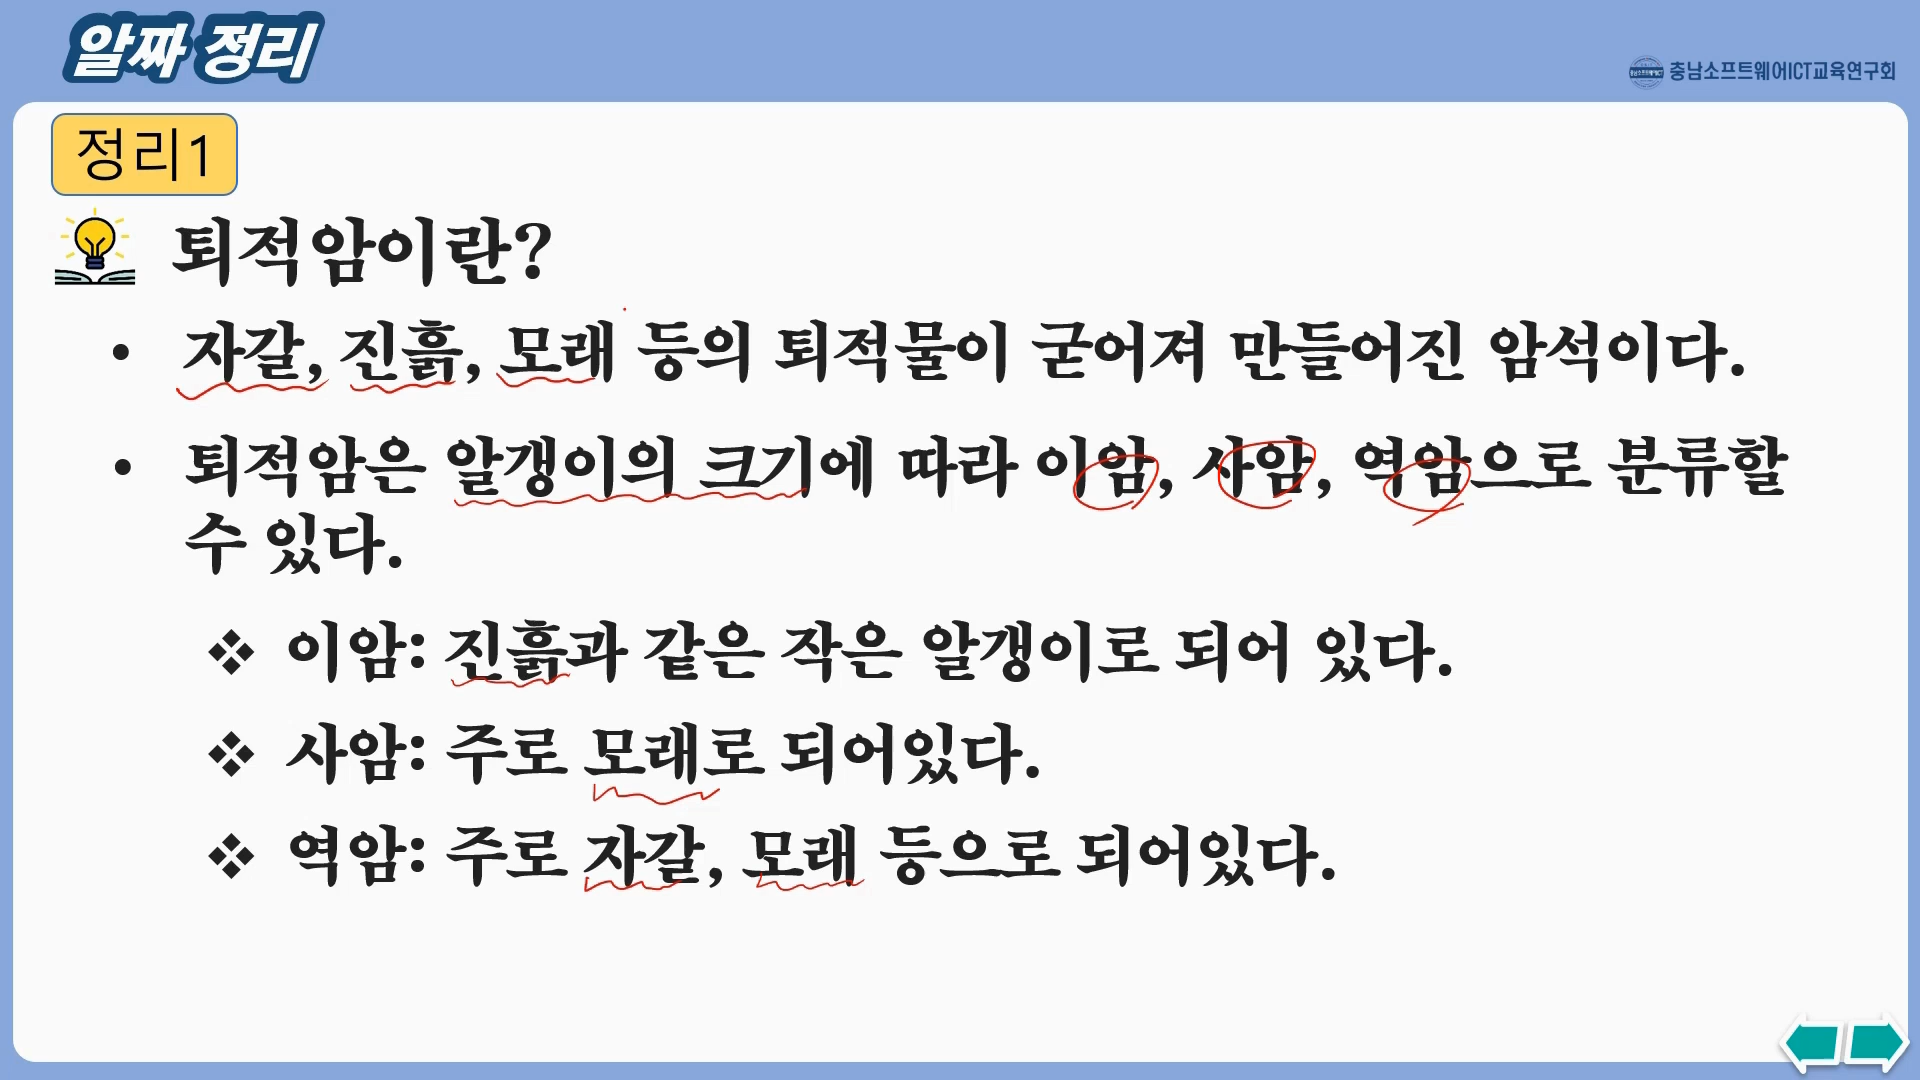 알짜 정리
충남소프트웨어ICT교육연구회
정리1
퇴적암이란?
• 자갈, 진흙, 모래 등의 퇴적물이 굳어져 만들어진 암석이다.
• 퇴적암은 알갱이의 크기에 따라 이암, 사암, 역암으로 분류할
수 있다.
❖ 이암: 진흙과 같은 작은 알갱이로 되어 있다.
❖ 사암: 주로 모래로 되어있다.
❖ 역암: 주로 자갈, 모래 등으로 되어있다.